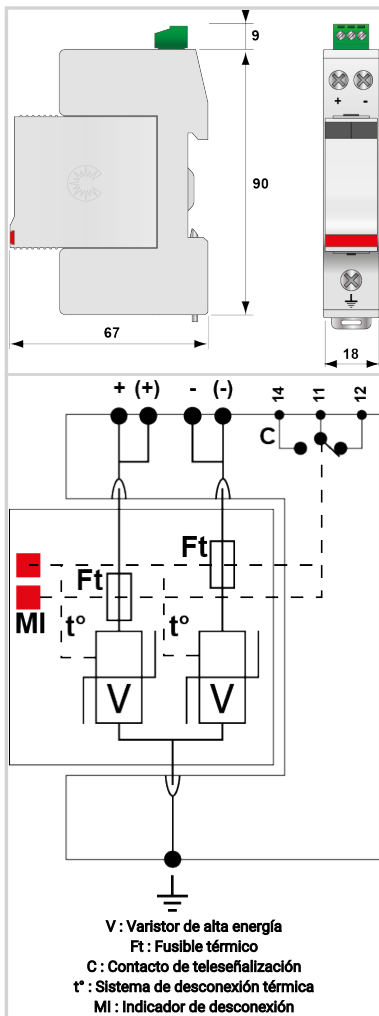 9
+ -
90
67
18
+ (+) - (-) 14 11 12
C
Ft
Ft
MI t° t°
V V
V : Varistor de alta energía
Ft : Fusible térmico
C : Contacto de teleseñalización
t° : Sistema de desconexión térmica
MI : Indicador de desconexión